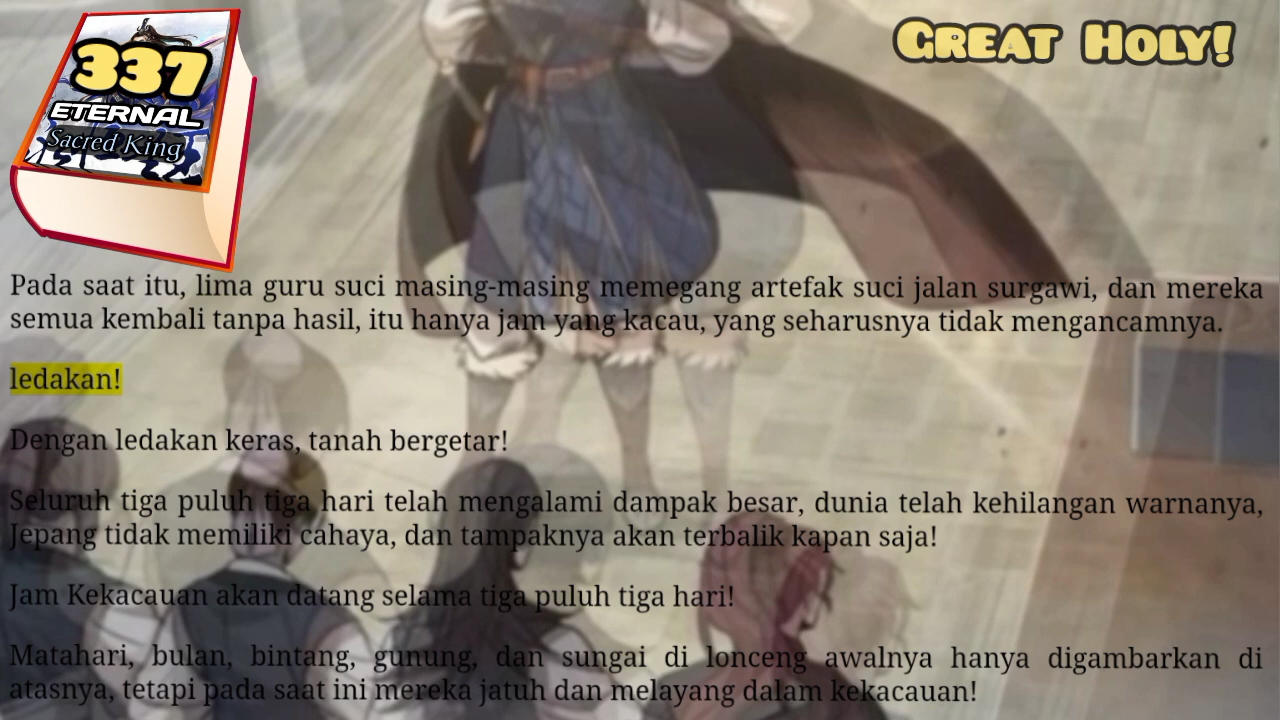 337
ETERNAL
Sacred King
GREAT HOLY!
Pada saat itu, lima guru suci masing-masing memegang artefak suci jalan surgawi, dan mereka
semua kembali tanpa hasil, itu hanya jam yang kacau, yang seharusnya tidak mengancamnya.
ledakan!
Dengan ledakan keras, tanah bergetar!
Seluruh tiga puluh tiga hari telah mengalami dampak besar, dunia telah kehilangan warnanya,
Jepang tidak memiliki cahaya, dan tampaknya akan terbalik kapan saja!
Jam Kekacauan akan datang selama tiga puluh tiga hari!
Matahari, bulan, bintang, gunung, dan sungai di lonceng awalnya hanya digambarkan di
atasnya, tetapi pada saat ini mereka jatuh dan melayang dalam kekacauan!